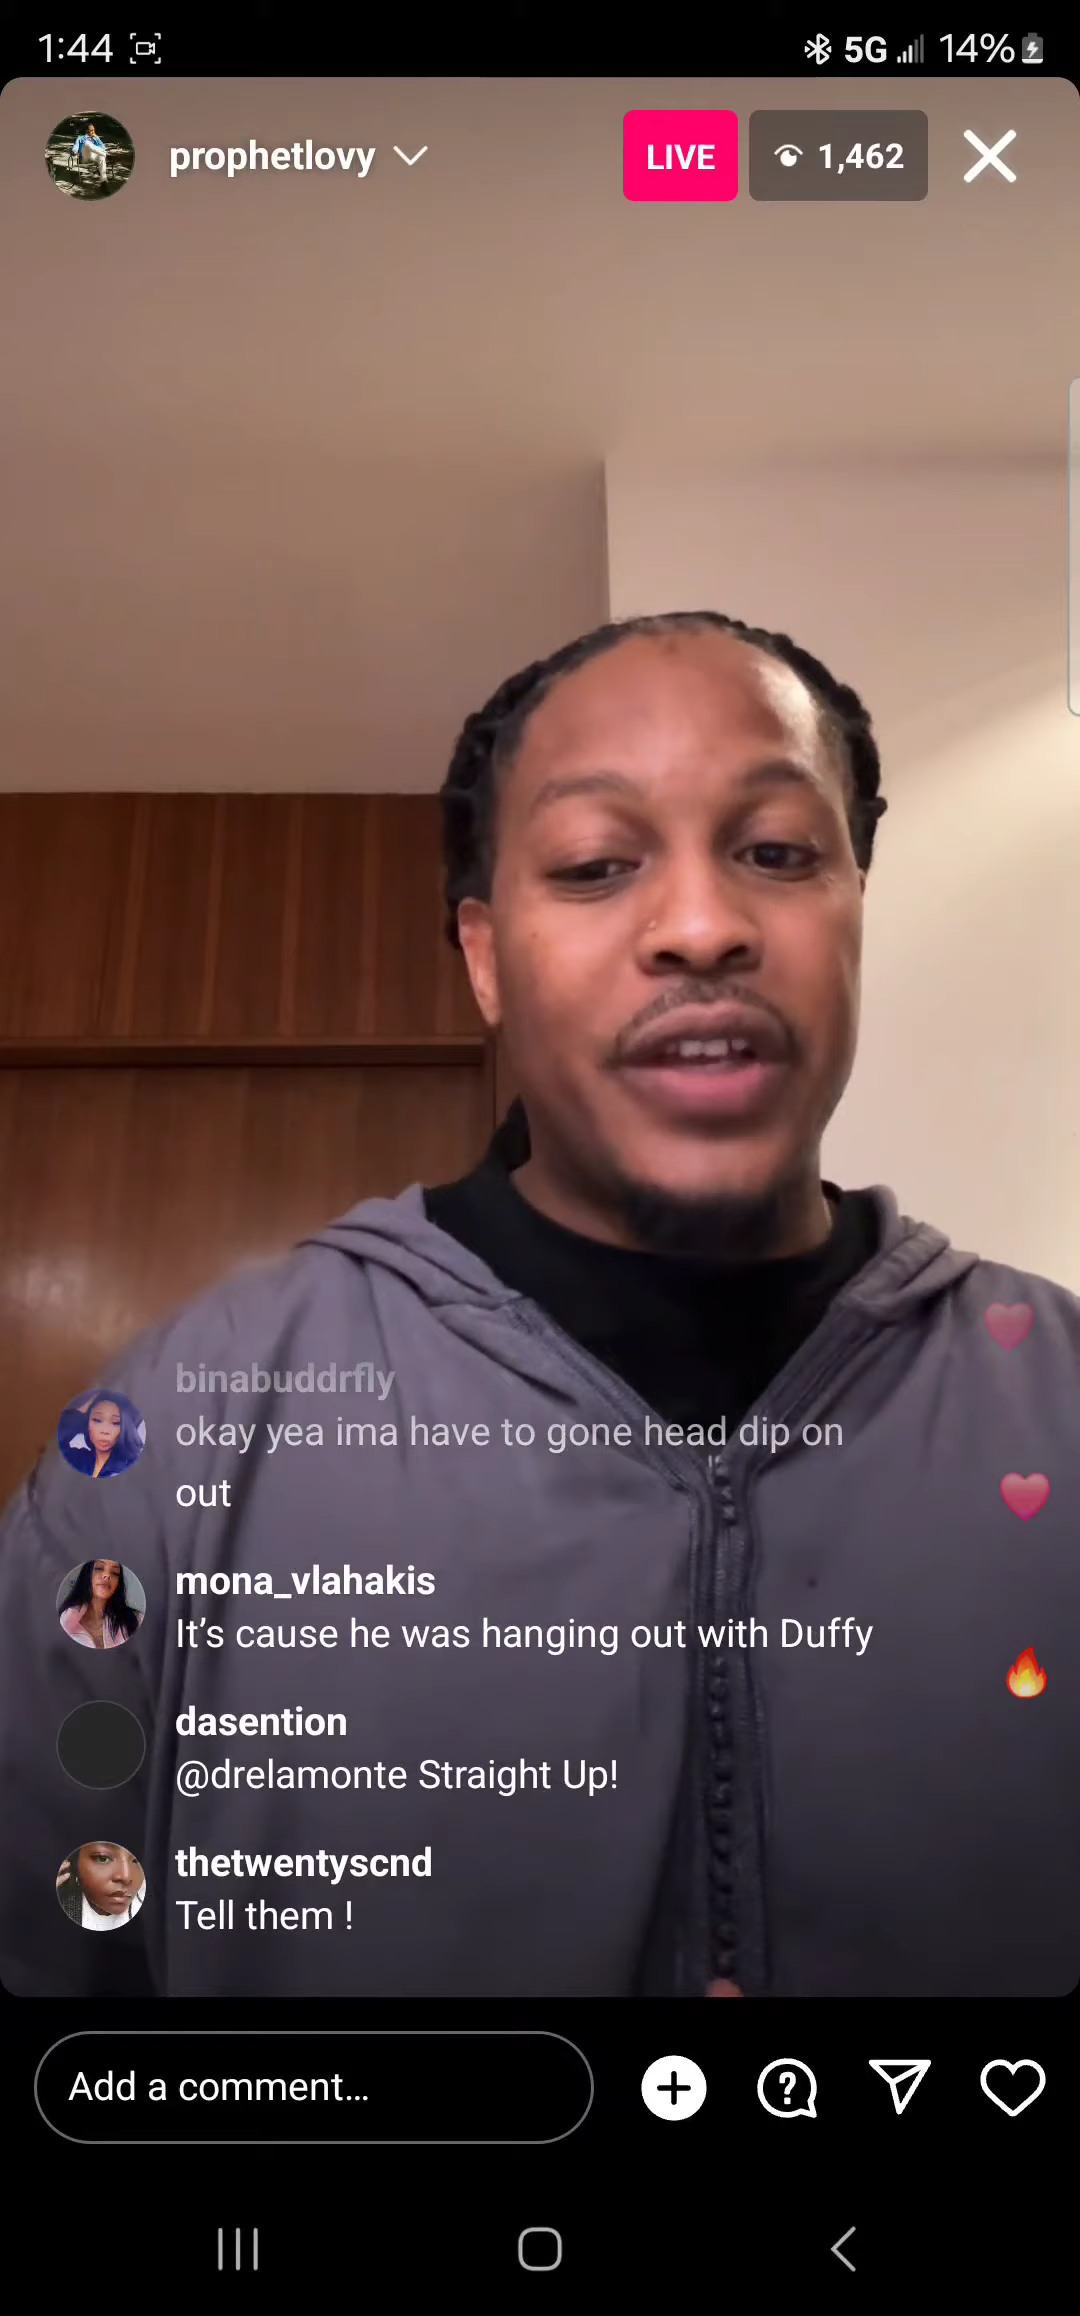 1:44
5G
14%
prophetlovy
LIVE
1,462
binabuddrfly
okay yea ima have to gone head dip on
out
mona_vlahakis
It’s cause he was hanging out with Duffy
dasention
@drelamonte Straight Up!
thetwentyscnd
Tell them !
Add a comment…